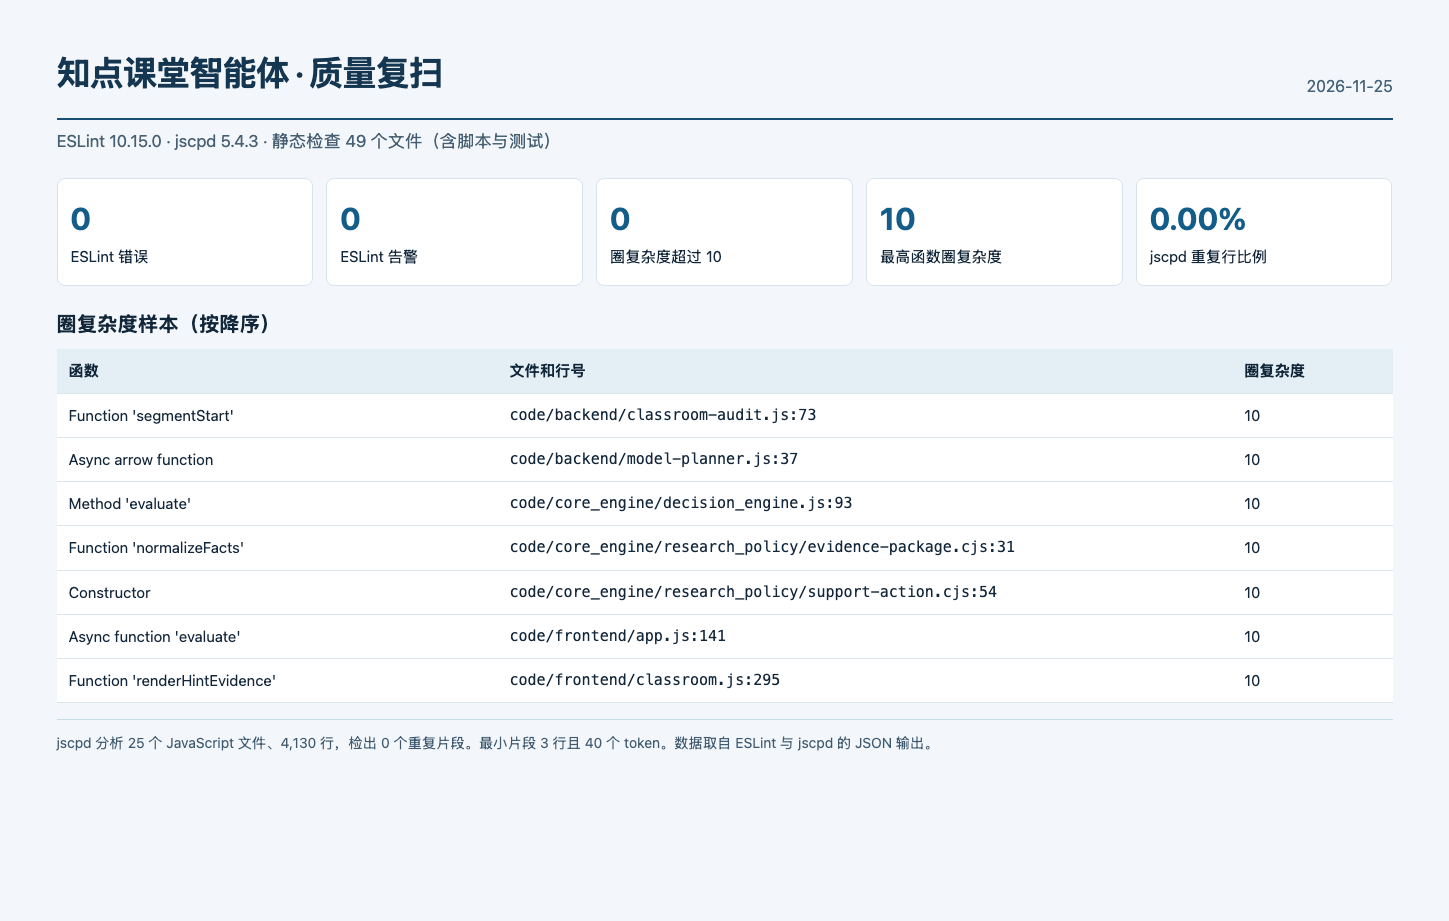 知点课堂智能体 · 质量复扫
2026-11-25
ESLint 10.15.0 · jscpd 5.4.3 · 静态检查 49 个文件（含脚本与测试）
0
ESLint 错误
0
ESLint 告警
0
圈复杂度超过 10
10
最高函数圈复杂度
0.00%
jscpd 重复行比例
圈复杂度样本（按降序）
函数 文件和行号 圈复杂度
Function 'segmentStart' code/backend/classroom-audit.js:73 10
Async arrow function code/backend/model-planner.js:37 10
Method 'evaluate' code/core_engine/decision_engine.js:93 10
Function 'normalizeFacts' code/core_engine/research_policy/evidence-package.cjs:31 10
Constructor code/core_engine/research_policy/support-action.cjs:54 10
Async function 'evaluate' code/frontend/app.js:141 10
Function 'renderHintEvidence' code/frontend/classroom.js:295 10
jscpd 分析 25 个 JavaScript 文件、4,130 行，检出 0 个重复片段。最小片段 3 行且 40 个 token。数据取自 ESLint 与 jscpd 的 JSON 输出。